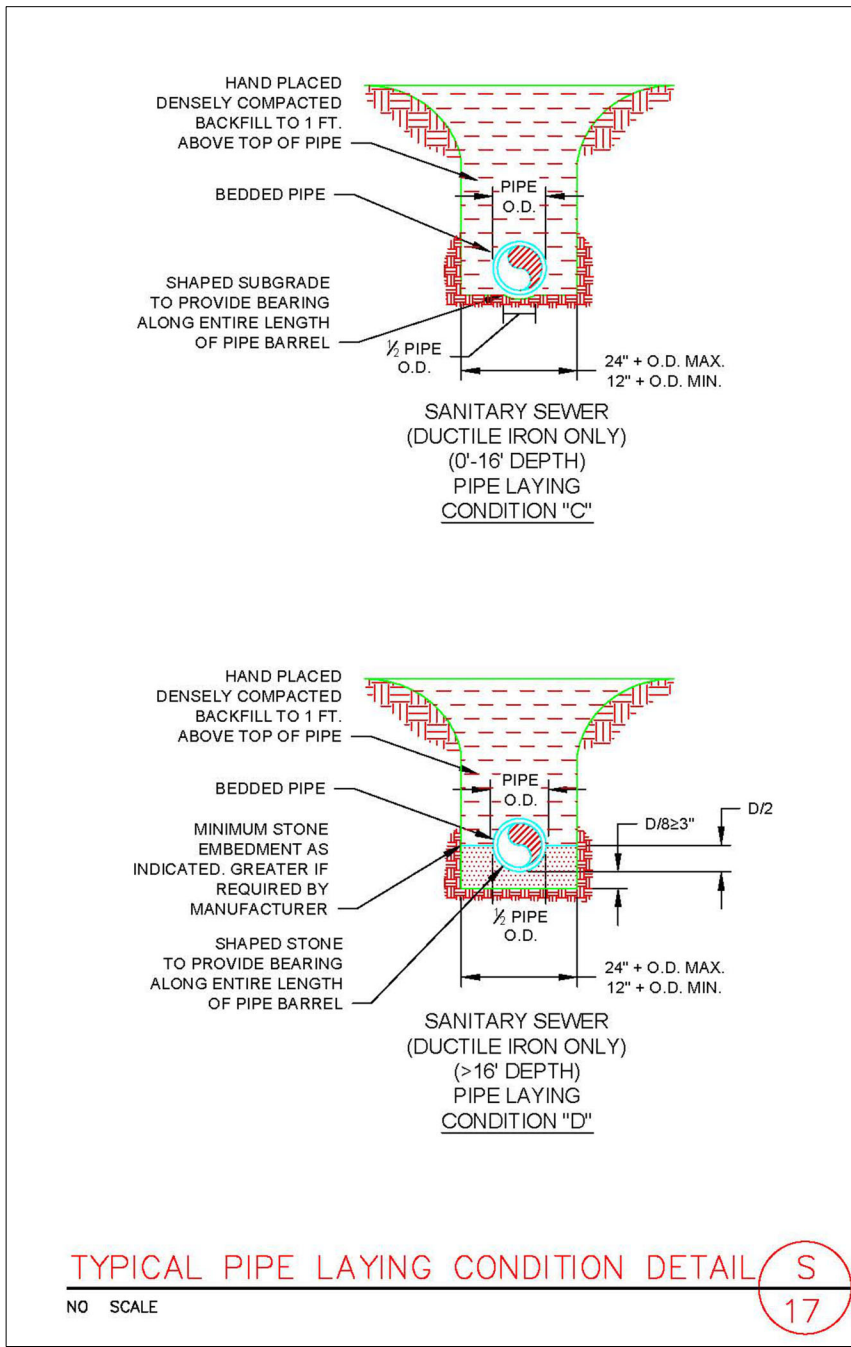 HAND PLACED
DENSELY COMPACTED
BACKFILL TO 1 FT.
ABOVE TOP OF PIPE
PIPE
O.D.
BEDDED PIPE
SHAPED SUBGRADE
TO PROVIDE BEARING
ALONG ENTIRE LENGTH
OF PIPE BARREL
½ PIPE
O.D.
24" + O.D. MAX.
12" + O.D. MIN.
SANITARY SEWER
(DUCTILE IRON ONLY)
(0'-16' DEPTH)
PIPE LAYING
CONDITION "C"
HAND PLACED
DENSELY COMPACTED
BACKFILL TO 1 FT.
ABOVE TOP OF PIPE
PIPE
O.D.
BEDDED PIPE
D/2
D/8≥3"
MINIMUM STONE
EMBEDMENT AS
INDICATED. GREATER IF
REQUIRED BY
MANUFACTURER
½ PIPE
O.D.
SHAPED STONE
TO PROVIDE BEARING
ALONG ENTIRE LENGTH
OF PIPE BARREL
24" + O.D. MAX.
12" + O.D. MIN.
SANITARY SEWER
(DUCTILE IRON ONLY)
(>16' DEPTH)
PIPE LAYING
CONDITION "D"
TYPICAL PIPE LAYING CONDITION DETAIL
S
17
NO SCALE